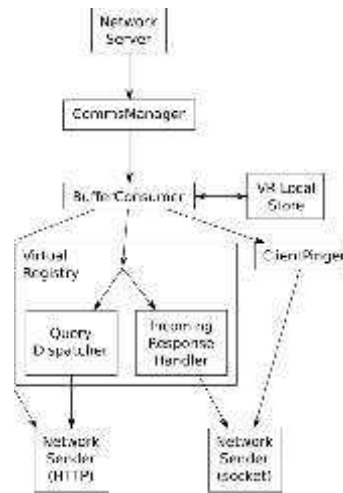 Network
Server
CommsManager
BufferConsumer
VR Local
Store
Virtual
Registry
ClientPinger
Query
Dispatcher
Incoming
Response
Handler
Network
Sender
(HTTP)
Network
Sender
(socket)